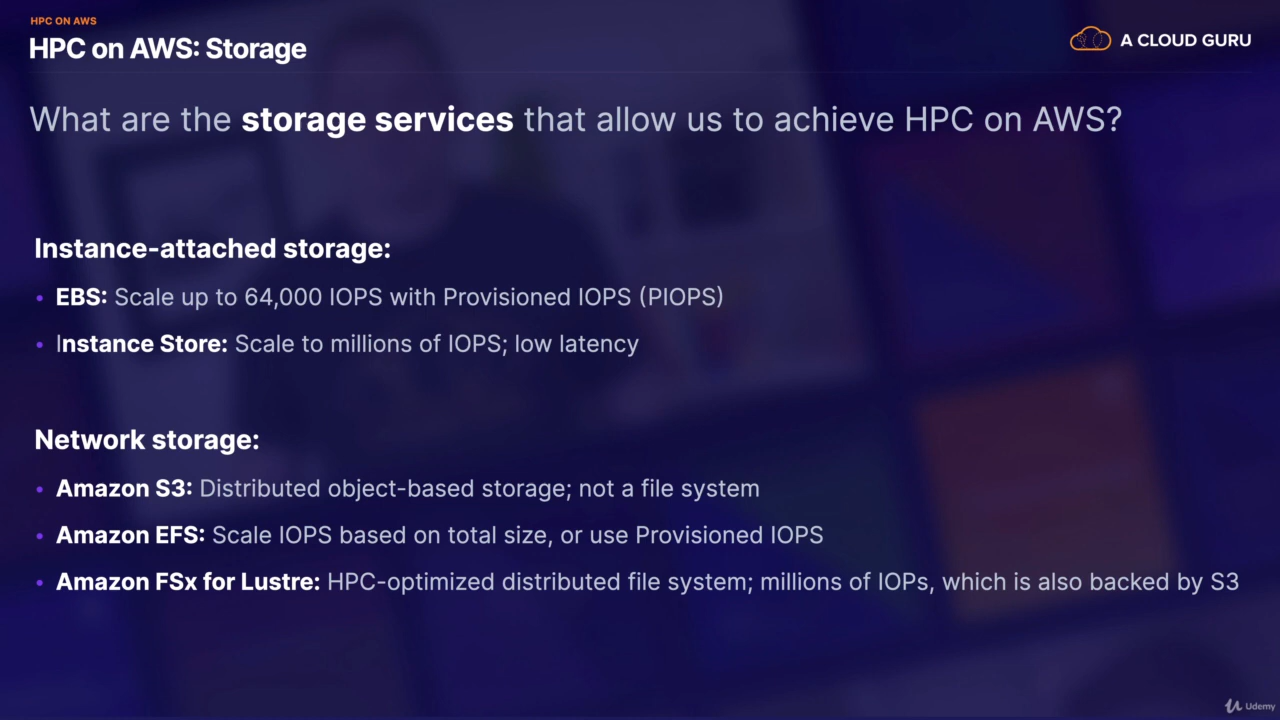 HPC ON AWS
HPC on AWS: Storage
A CLOUD GURU
What are the storage services that allow us to achieve HPC on AWS?
Instance-attached storage:
• EBS: Scale up to 64,000 IOPS with Provisioned IOPS (PIOPS)
• Instance Store: Scale to millions of IOPS; low latency
Network storage:
• Amazon S3: Distributed object-based storage; not a file system
• Amazon EFS: Scale IOPS based on total size, or use Provisioned IOPS
• Amazon FSx for Lustre: HPC-optimized distributed file system; millions of IOPs, which is also backed by S3
Udemy